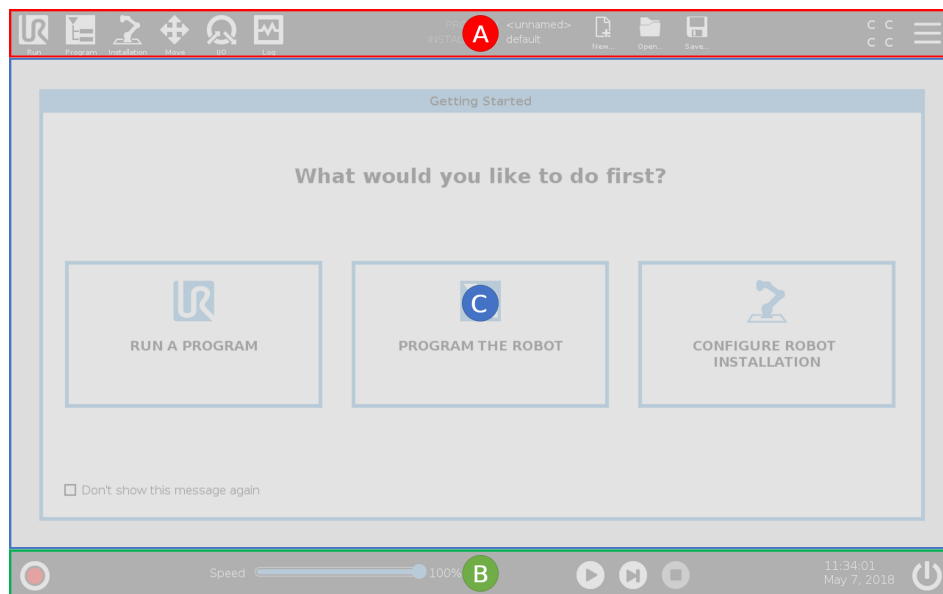 <unnamed>
A
default
Run
Program
Installation
Move
I/O
Log
New...
Open...
Save...
C C
C C
Getting Started
What would you like to do first?
UR
C
RUN A PROGRAM
PROGRAM THE ROBOT
CONFIGURE ROBOT
INSTALLATION
Don't show this message again
Speed
100%
B
11:34:01
May 7, 2018